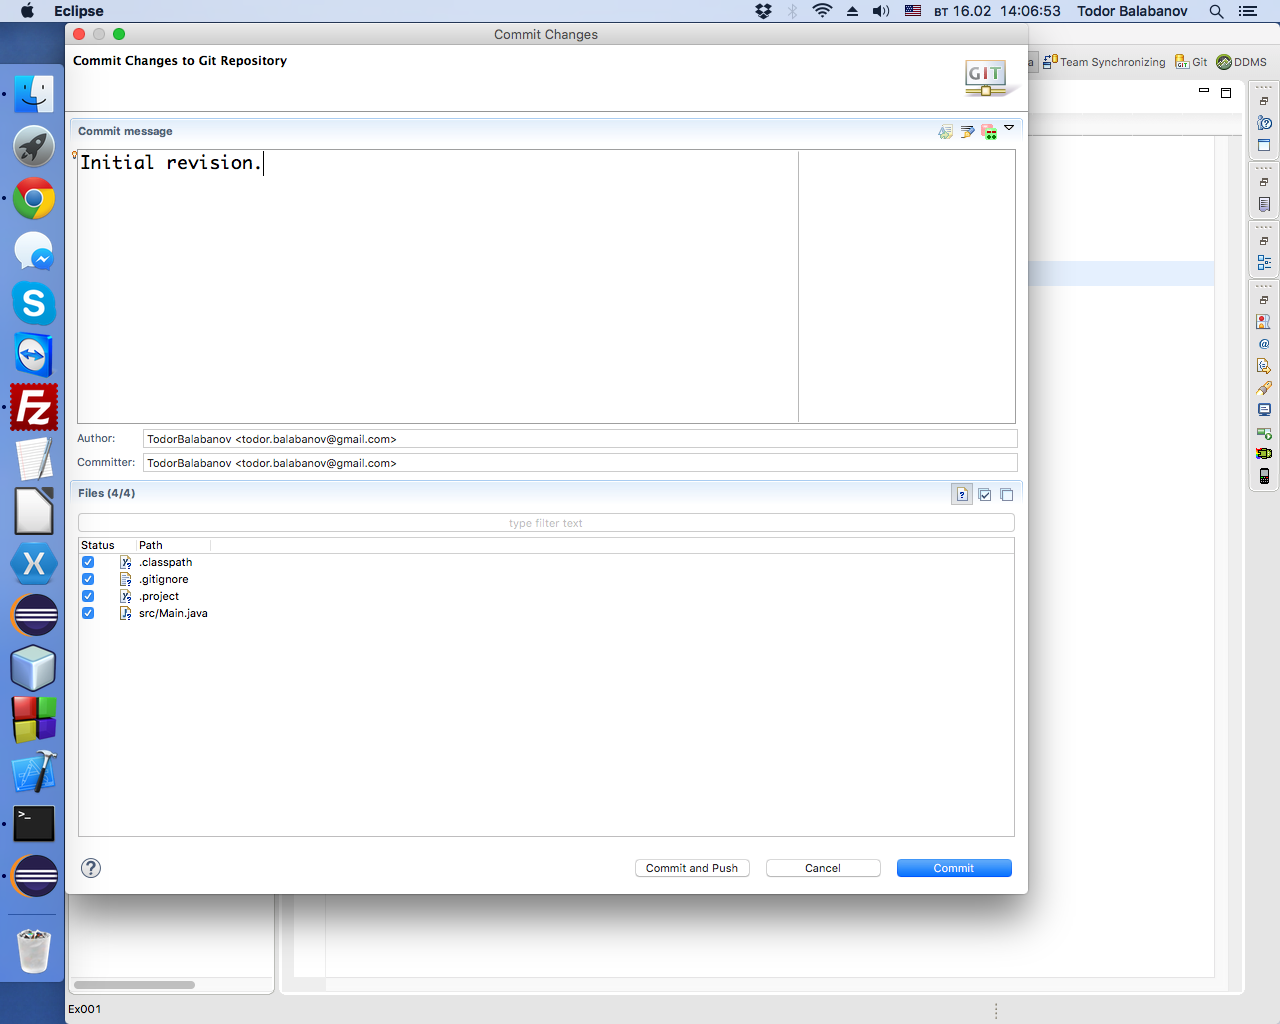 Eclipse
вт 16.02 14:06:53 Todor Balabanov
Commit Changes
Commit Changes to Git Repository
GIT
Team Synchronizing
Git
DDMS
Commit message
Initial revision.
Author: TodorBalabanov <todor.balabanov@gmail.com>
Committer: TodorBalabanov <todor.balabanov@gmail.com>
Files (4/4)
type filter text
Status Path
.classpath
.gitignore
.project
src/Main.java
Commit and Push
Cancel
Commit
Ex001